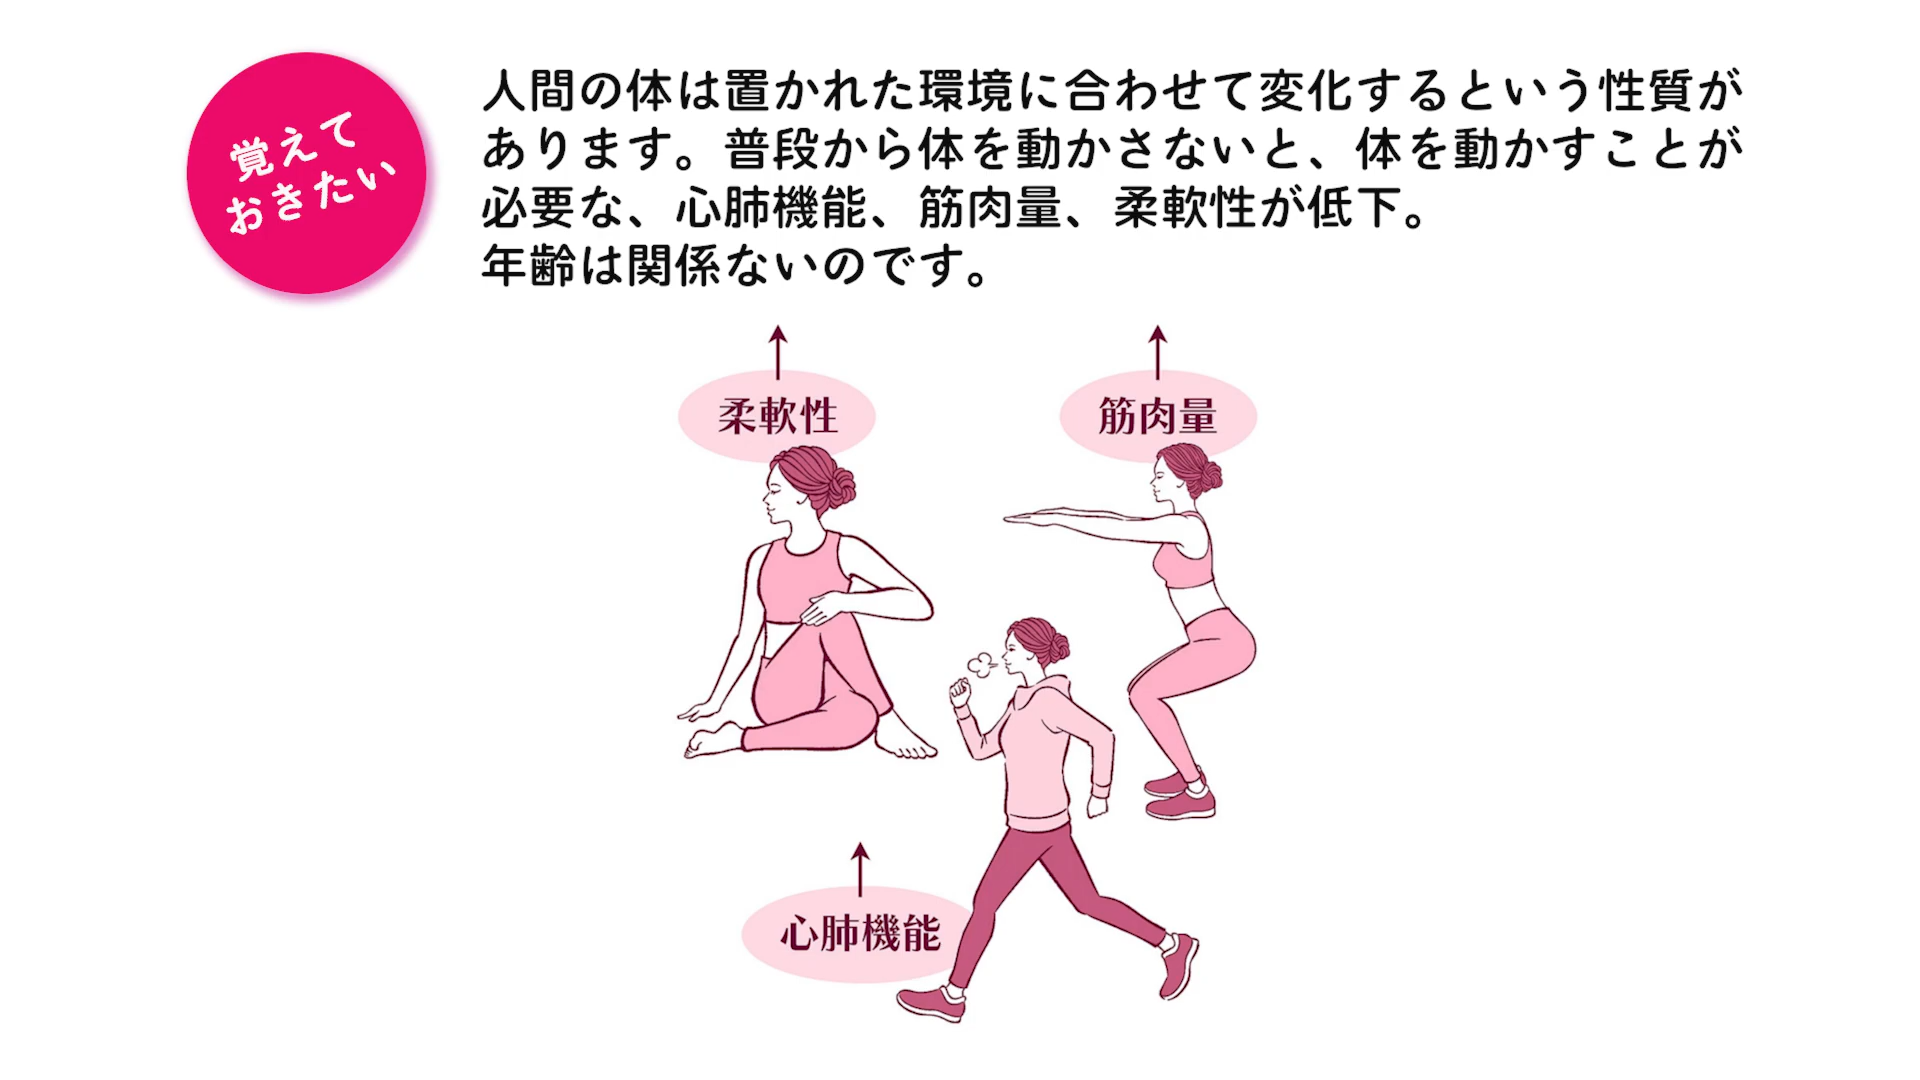 覚えて
おきたい
人間の体は置かれた環境に合わせて変化するという性質が
あります。普段から体を動かさないと、体を動かすことが
必要な、心肺機能、筋肉量、柔軟性が低下。
年齢は関係ないのです。
柔軟性
筋肉量
心肺機能